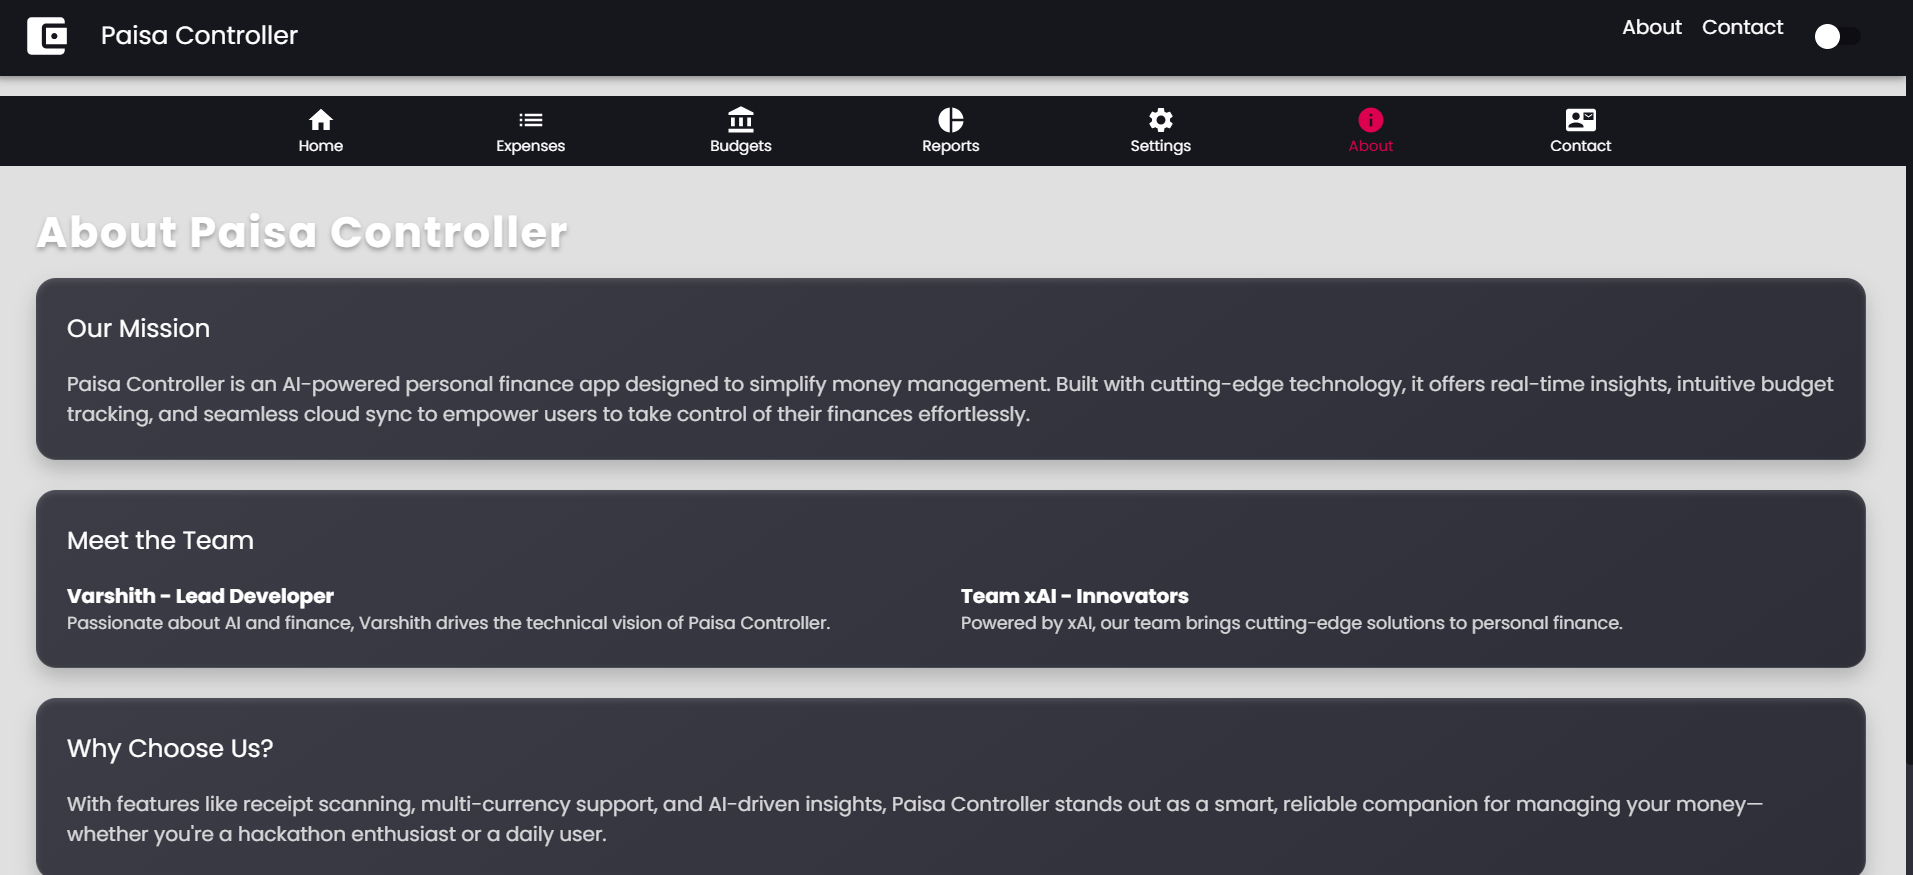 Paisa Controller
About Contact
Home Expenses Budgets Reports Settings About Contact
About Paisa Controller
Our Mission
Paisa Controller is an AI-powered personal finance app designed to simplify money management. Built with cutting-edge technology, it offers real-time insights, intuitive budget
tracking, and seamless cloud sync to empower users to take control of their finances effortlessly.
Meet the Team
Varshith - Lead Developer
Passionate about AI and finance, Varshith drives the technical vision of Paisa Controller.
Team xAI - Innovators
Powered by xAI, our team brings cutting-edge solutions to personal finance.
Why Choose Us?
With features like receipt scanning, multi-currency support, and AI-driven insights, Paisa Controller stands out as a smart, reliable companion for managing your money—
whether you're a hackathon enthusiast or a daily user.